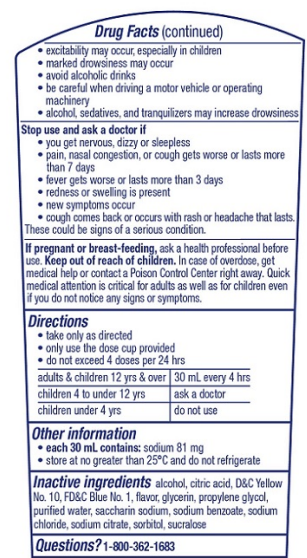 Drug Facts (continued)
• excitability may occur, especially in children
• marked drowsiness may occur
• avoid alcoholic drinks
• be careful when driving a motor vehicle or operating
machinery
• alcohol, sedatives, and tranquilizers may increase drowsiness
Stop use and ask a doctor if
• you get nervous, dizzy or sleepless
• pain, nasal congestion, or cough gets worse or lasts more
than 7 days
• fever gets worse or lasts more than 3 days
• redness or swelling is present
• new symptoms occur
• cough comes back or occurs with rash or headache that lasts.
These could be signs of a serious condition.
If pregnant or breast-feeding, ask a health professional before
use. Keep out of reach of children. In case of overdose, get
medical help or contact a Poison Control Center right away. Quick
medical attention is critical for adults as well as for children even
if you do not notice any signs or symptoms.
Directions
• take only as directed
• only use the dose cup provided
• do not exceed 4 doses per 24 hrs
adults & children 12 yrs & over 30 mL every 4 hrs
children 4 to under 12 yrs ask a doctor
children under 4 yrs do not use
Other information
• each 30 mL contains: sodium 81 mg
• store at no greater than 25°C and do not refrigerate
Inactive ingredients alcohol, citric acid, D&C Yellow
No. 10, FD&C Blue No. 1, flavor, glycerin, propylene glycol,
purified water, saccharin sodium, sodium benzoate, sodium
chloride, sodium citrate, sorbitol, sucralose
Questions? 1-800-362-1683